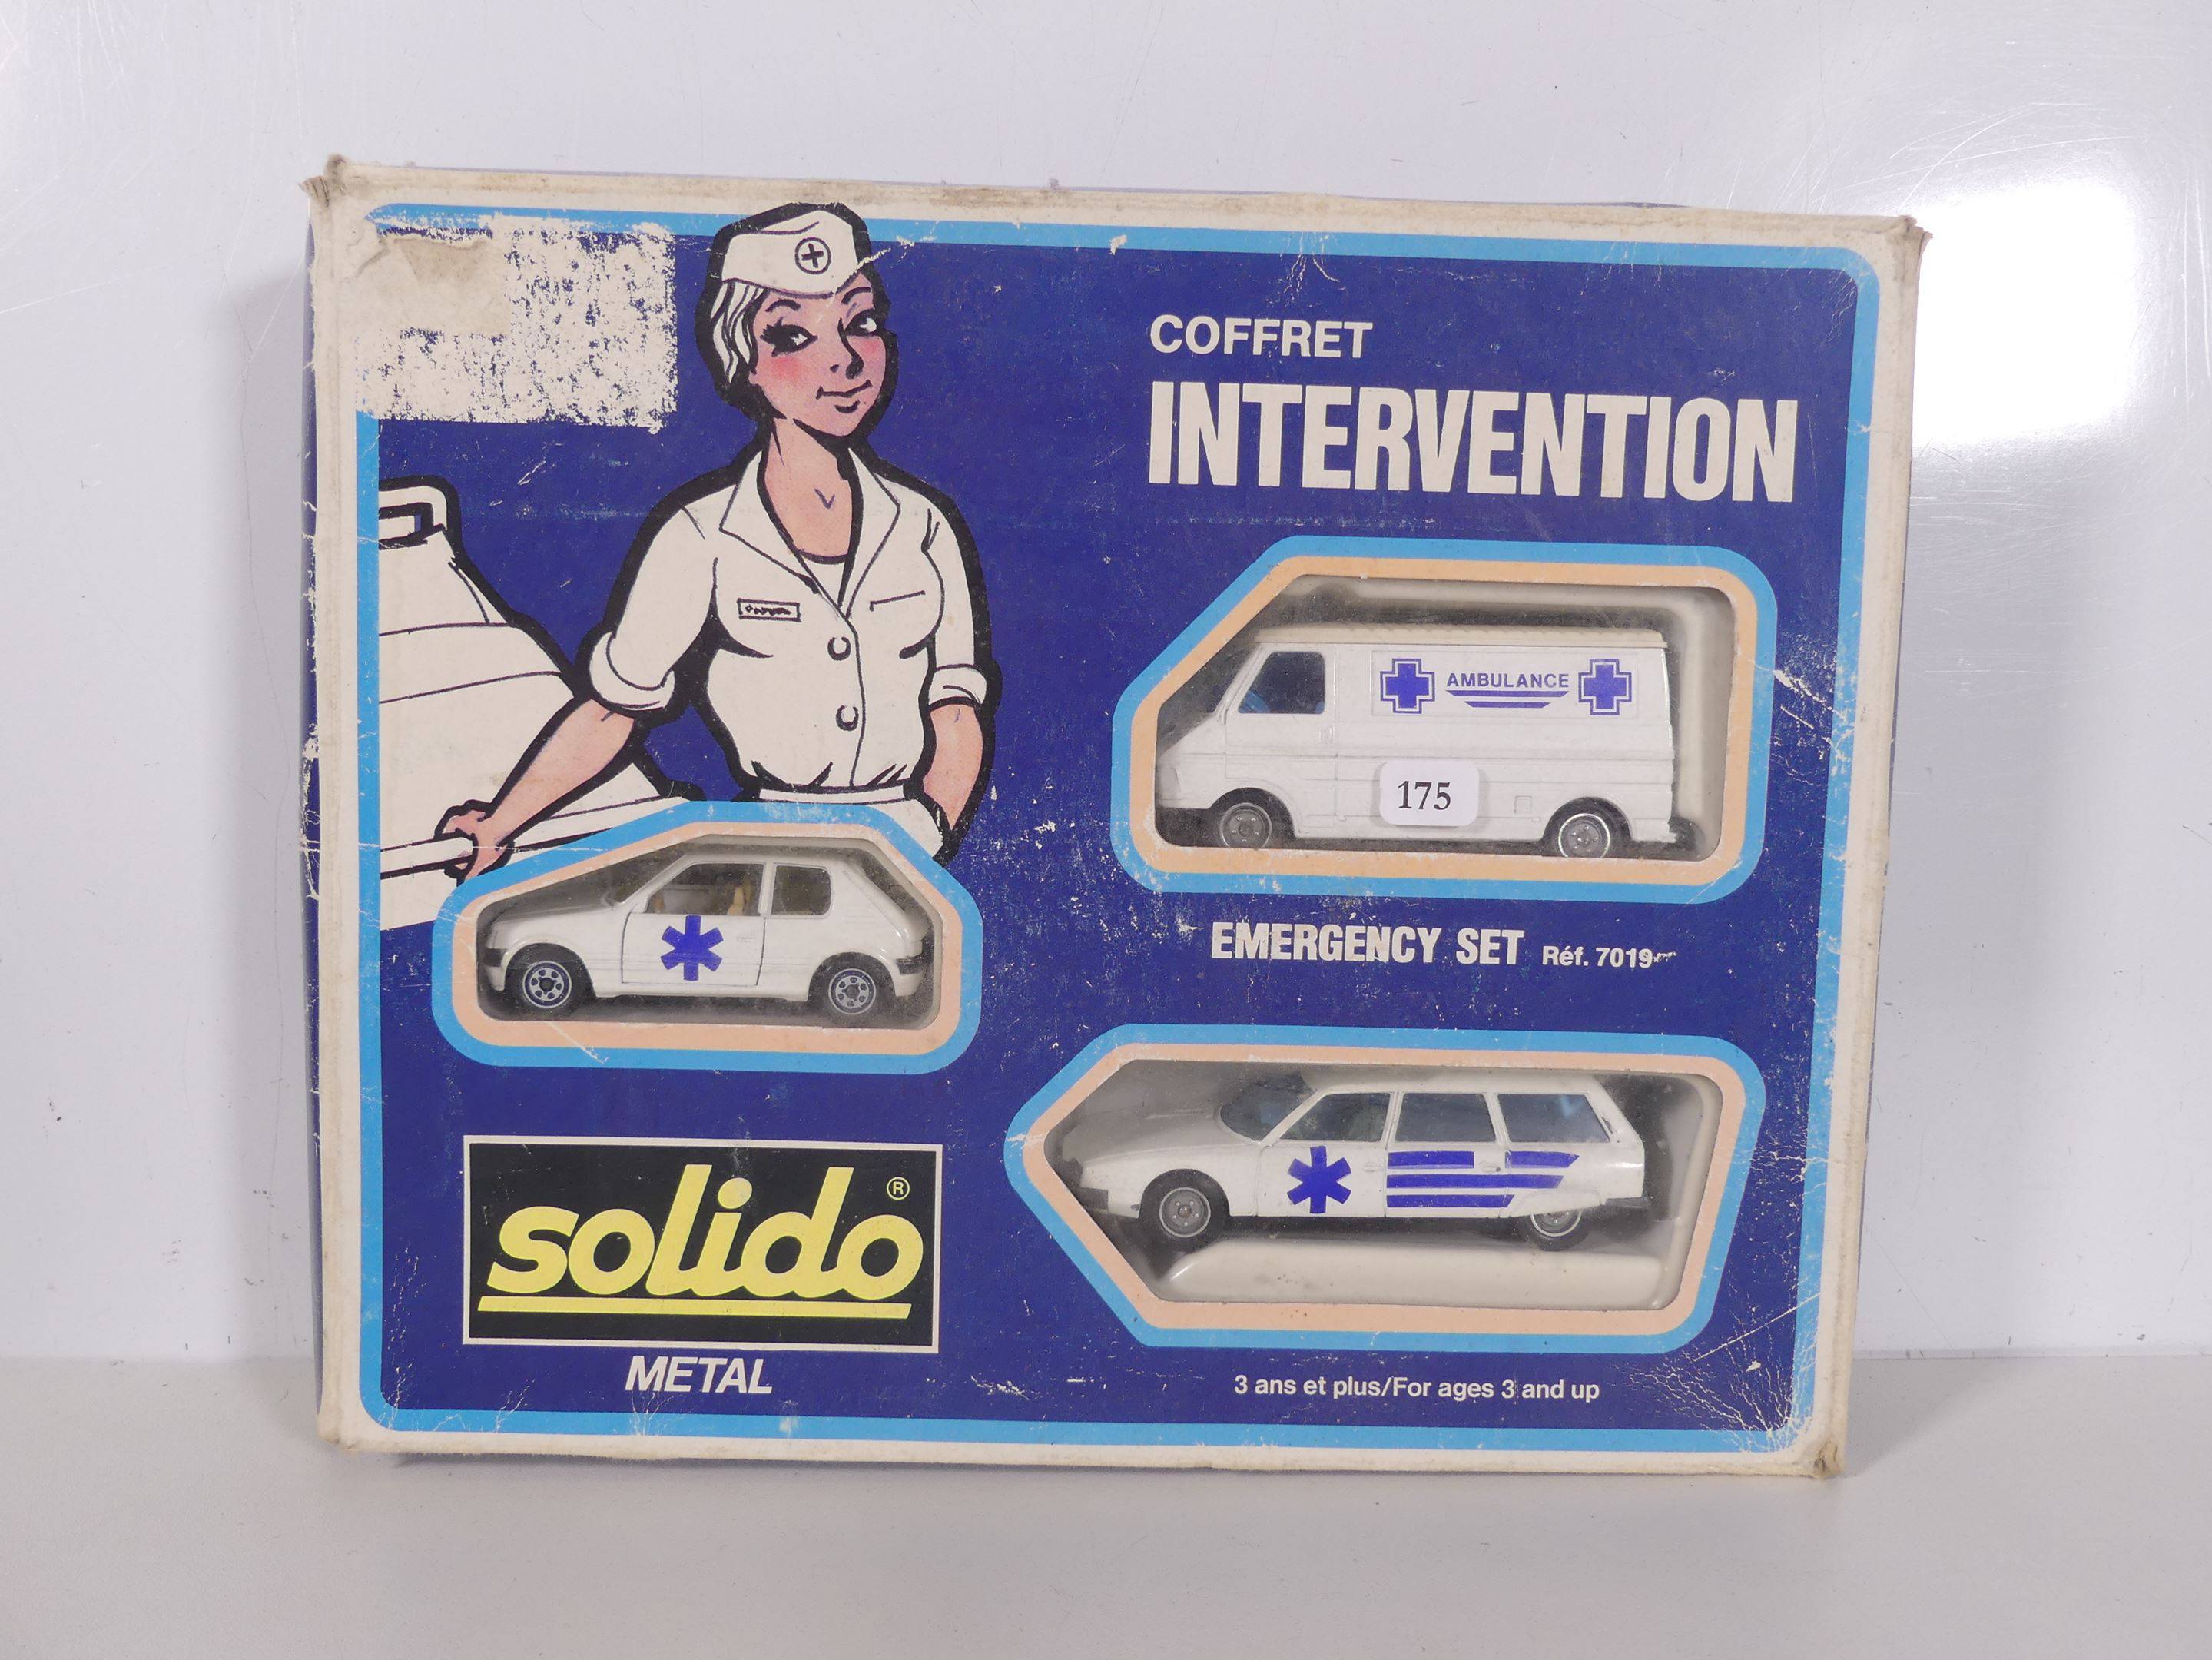 COFFRET
INTERVENTION
AMBULANCE
175
EMERGENCY SET Réf. 7019
solido ®
METAL
3 ans et plus/For ages 3 and up